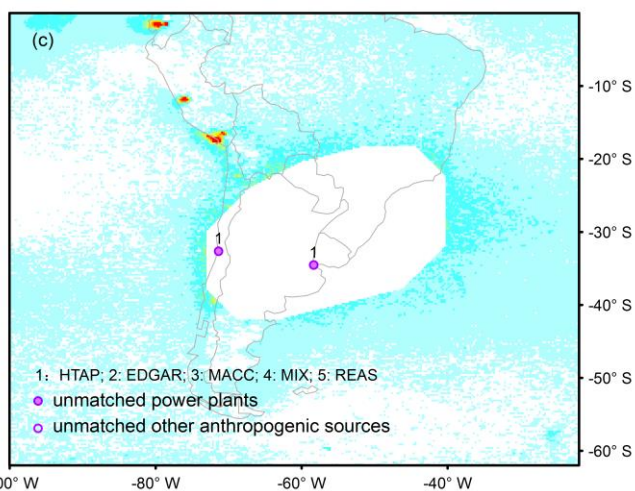 (c)
-10° S
-20° S
-30° S
1
1
-40° S
1: HTAP; 2: EDGAR; 3: MACC; 4: MIX; 5: REAS
-50° S
unmatched power plants
unmatched other anthropogenic sources
-60° S
00° W
-80° W
-60° W
-40° W